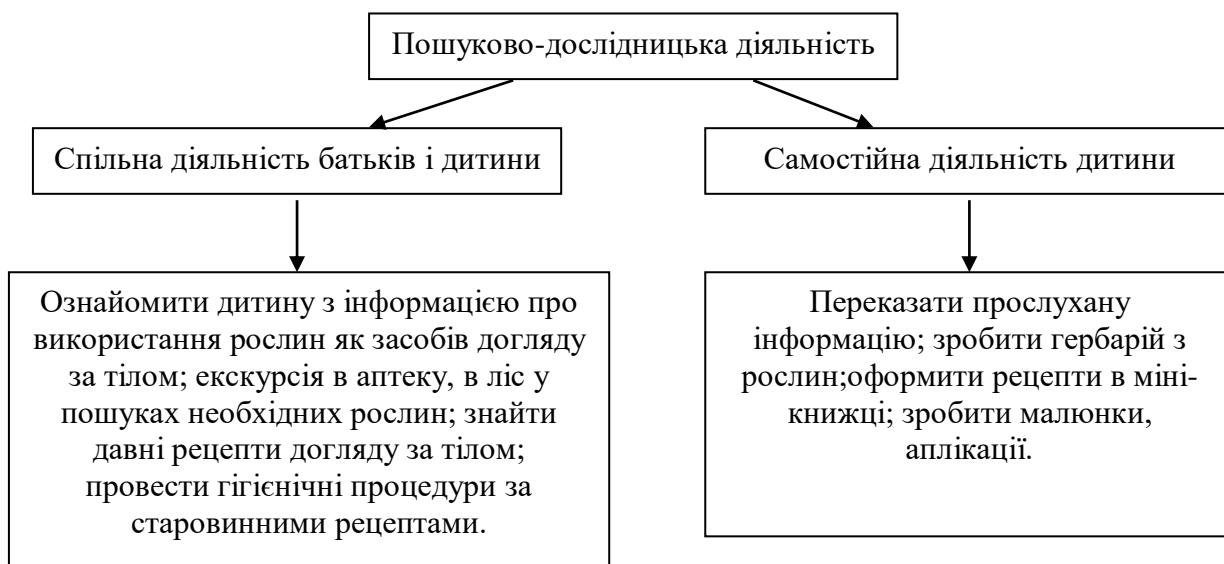 Пошуково-дослідницька діяльність
Спільна діяльність батьків і дитини
Самостійна діяльність дитини
Ознайомити дитину з інформацією про
використання рослин як засобів догляду
за тілом; екскурсія в аптеку, в ліс у
пошуках необхідних рослин; знайти
давні рецепти догляду за тілом;
провести гігієнічні процедури за
старовинними рецептами.
Переказати прослухану
інформацію; зробити гербарій з
рослин;оформити рецепти в міні-
книжці; зробити малюнки,
аплікації.